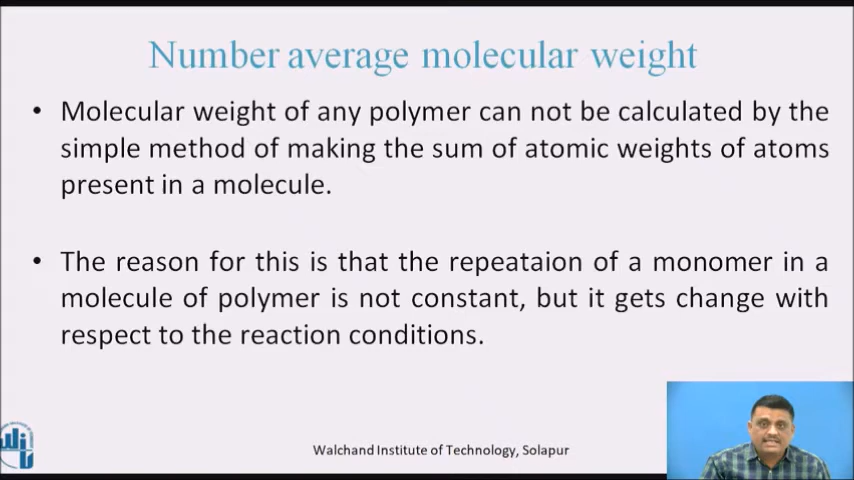 Number average molecular weight
• Molecular weight of any polymer can not be calculated by the
simple method of making the sum of atomic weights of atoms
present in a molecule.
• The reason for this is that the repeataion of a monomer in a
molecule of polymer is not constant, but it gets change with
respect to the reaction conditions.
Walchand Institute of Technology, Solapur